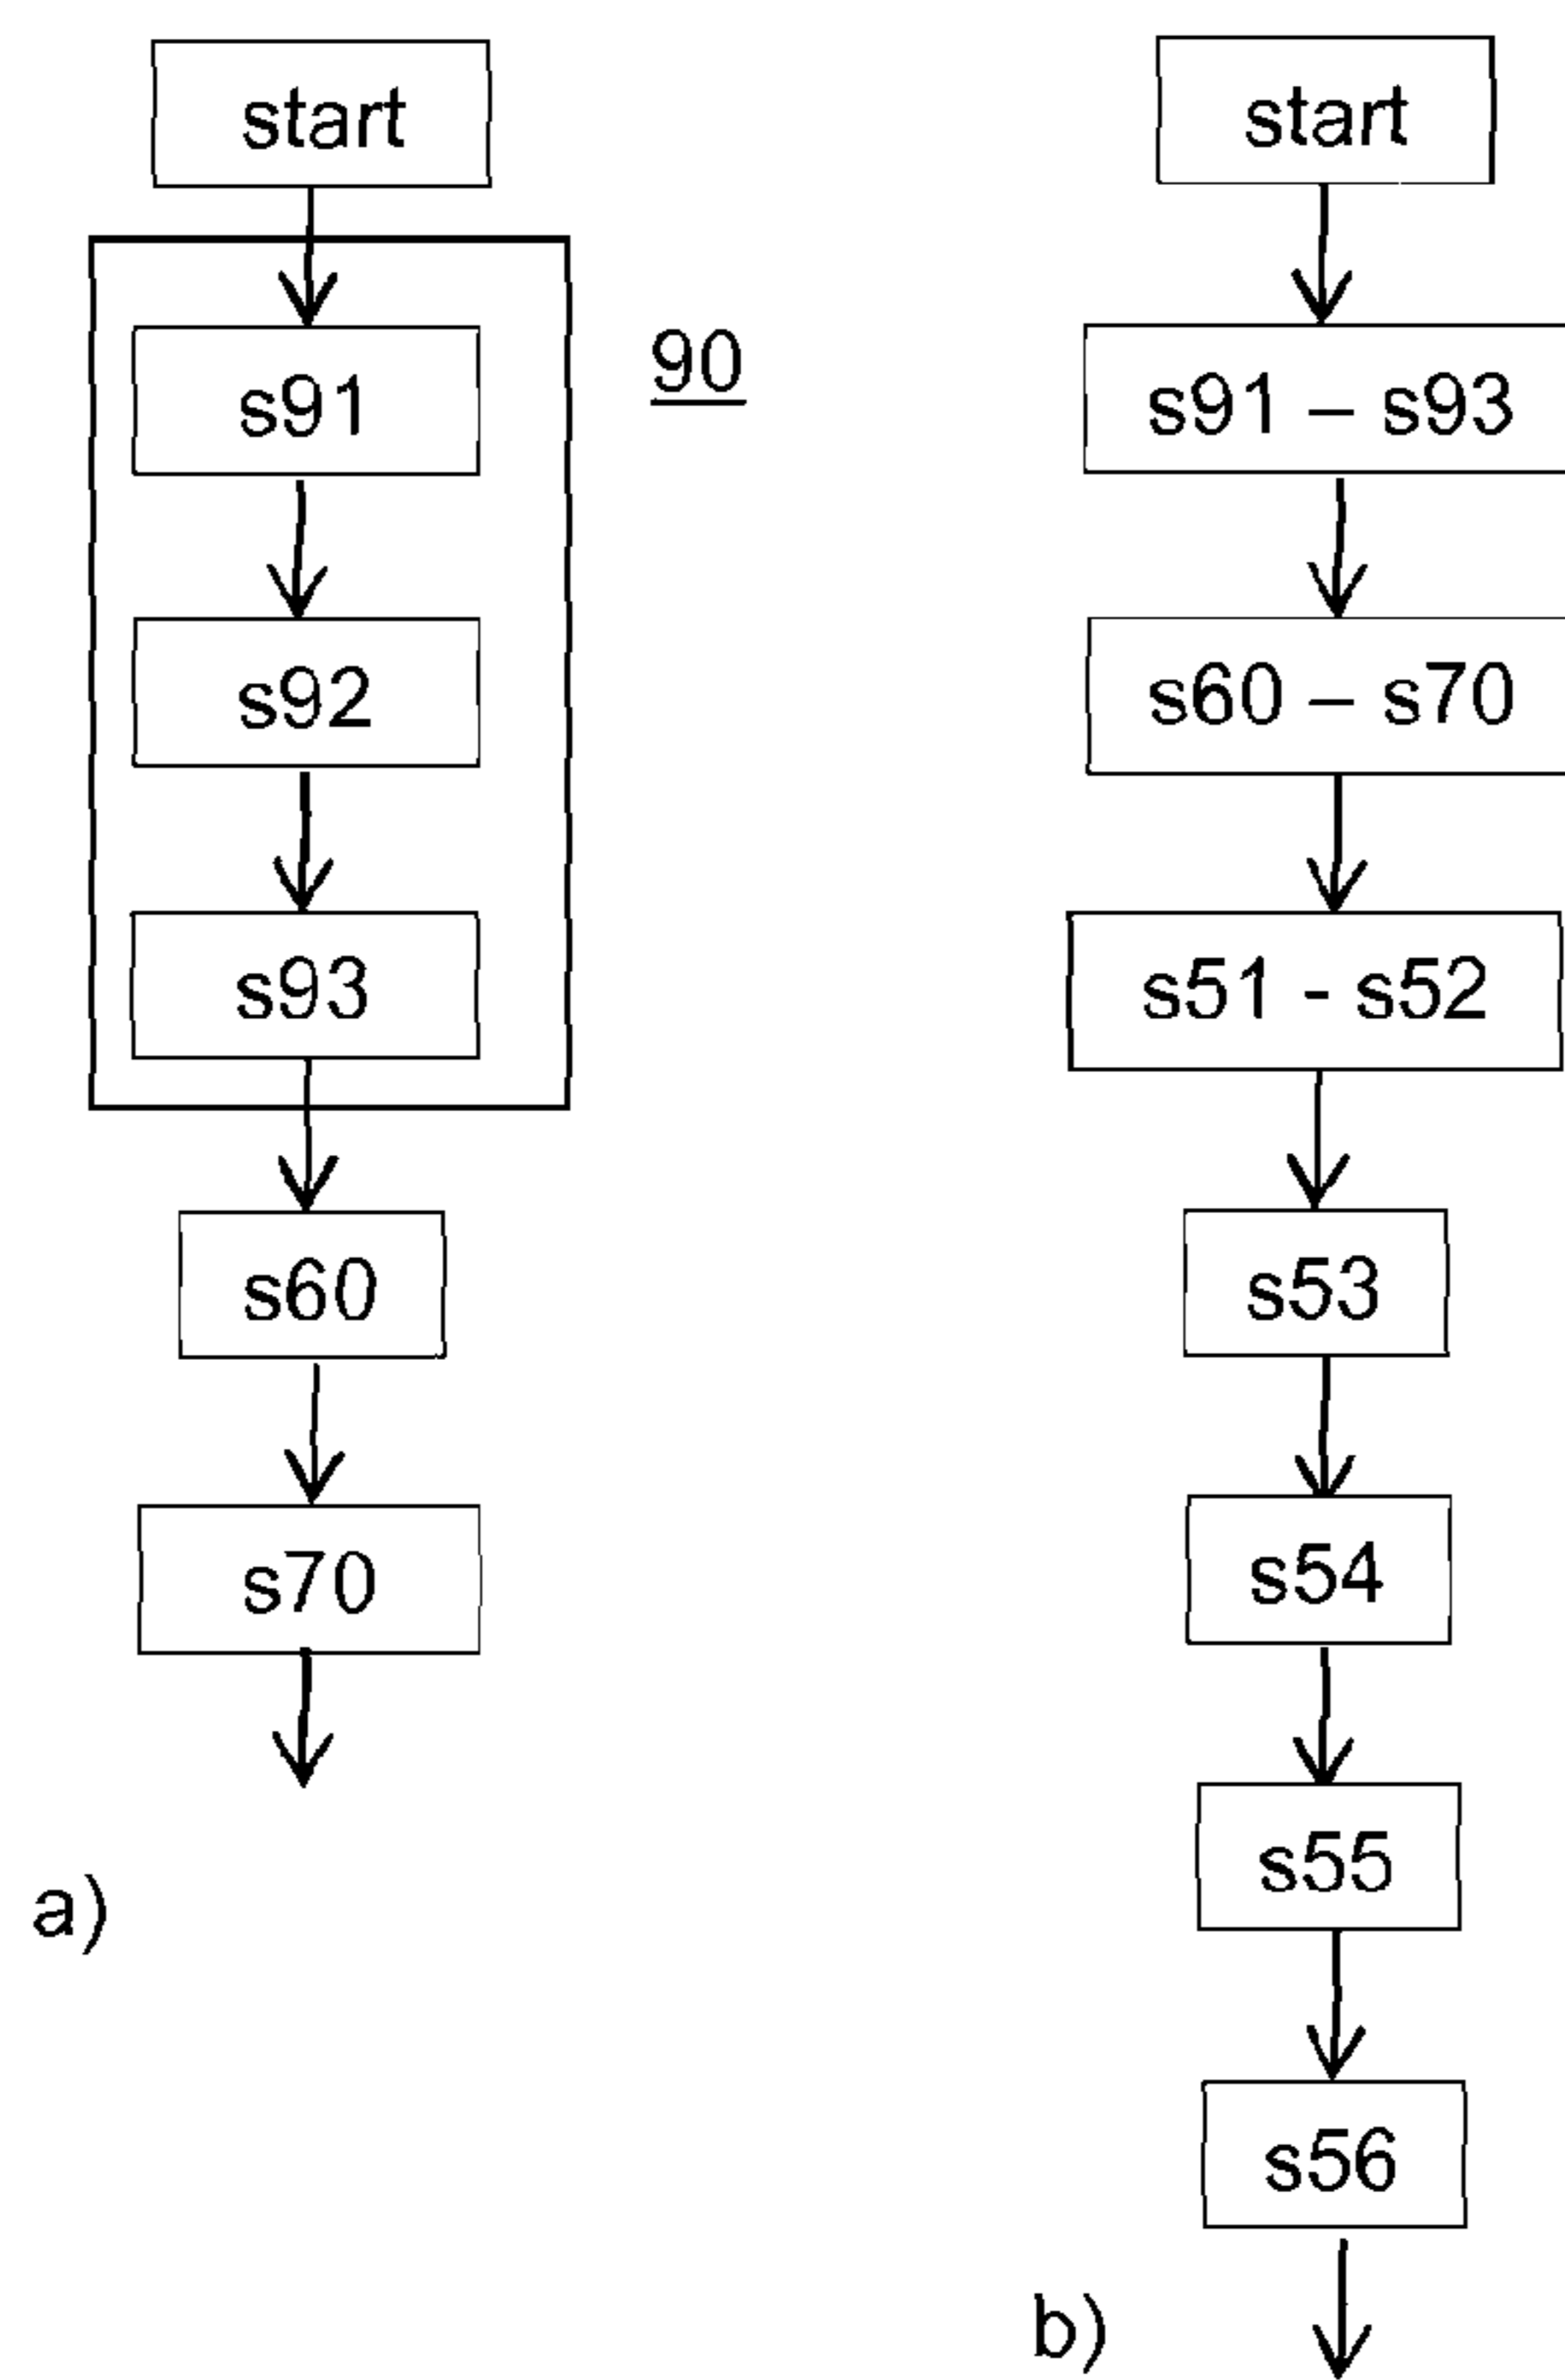 start
s91
90
s92
s93
s60
s70
a)
start
s91 – s93
s60 – s70
s51 - s52
s53
s54
s55
s56
b)